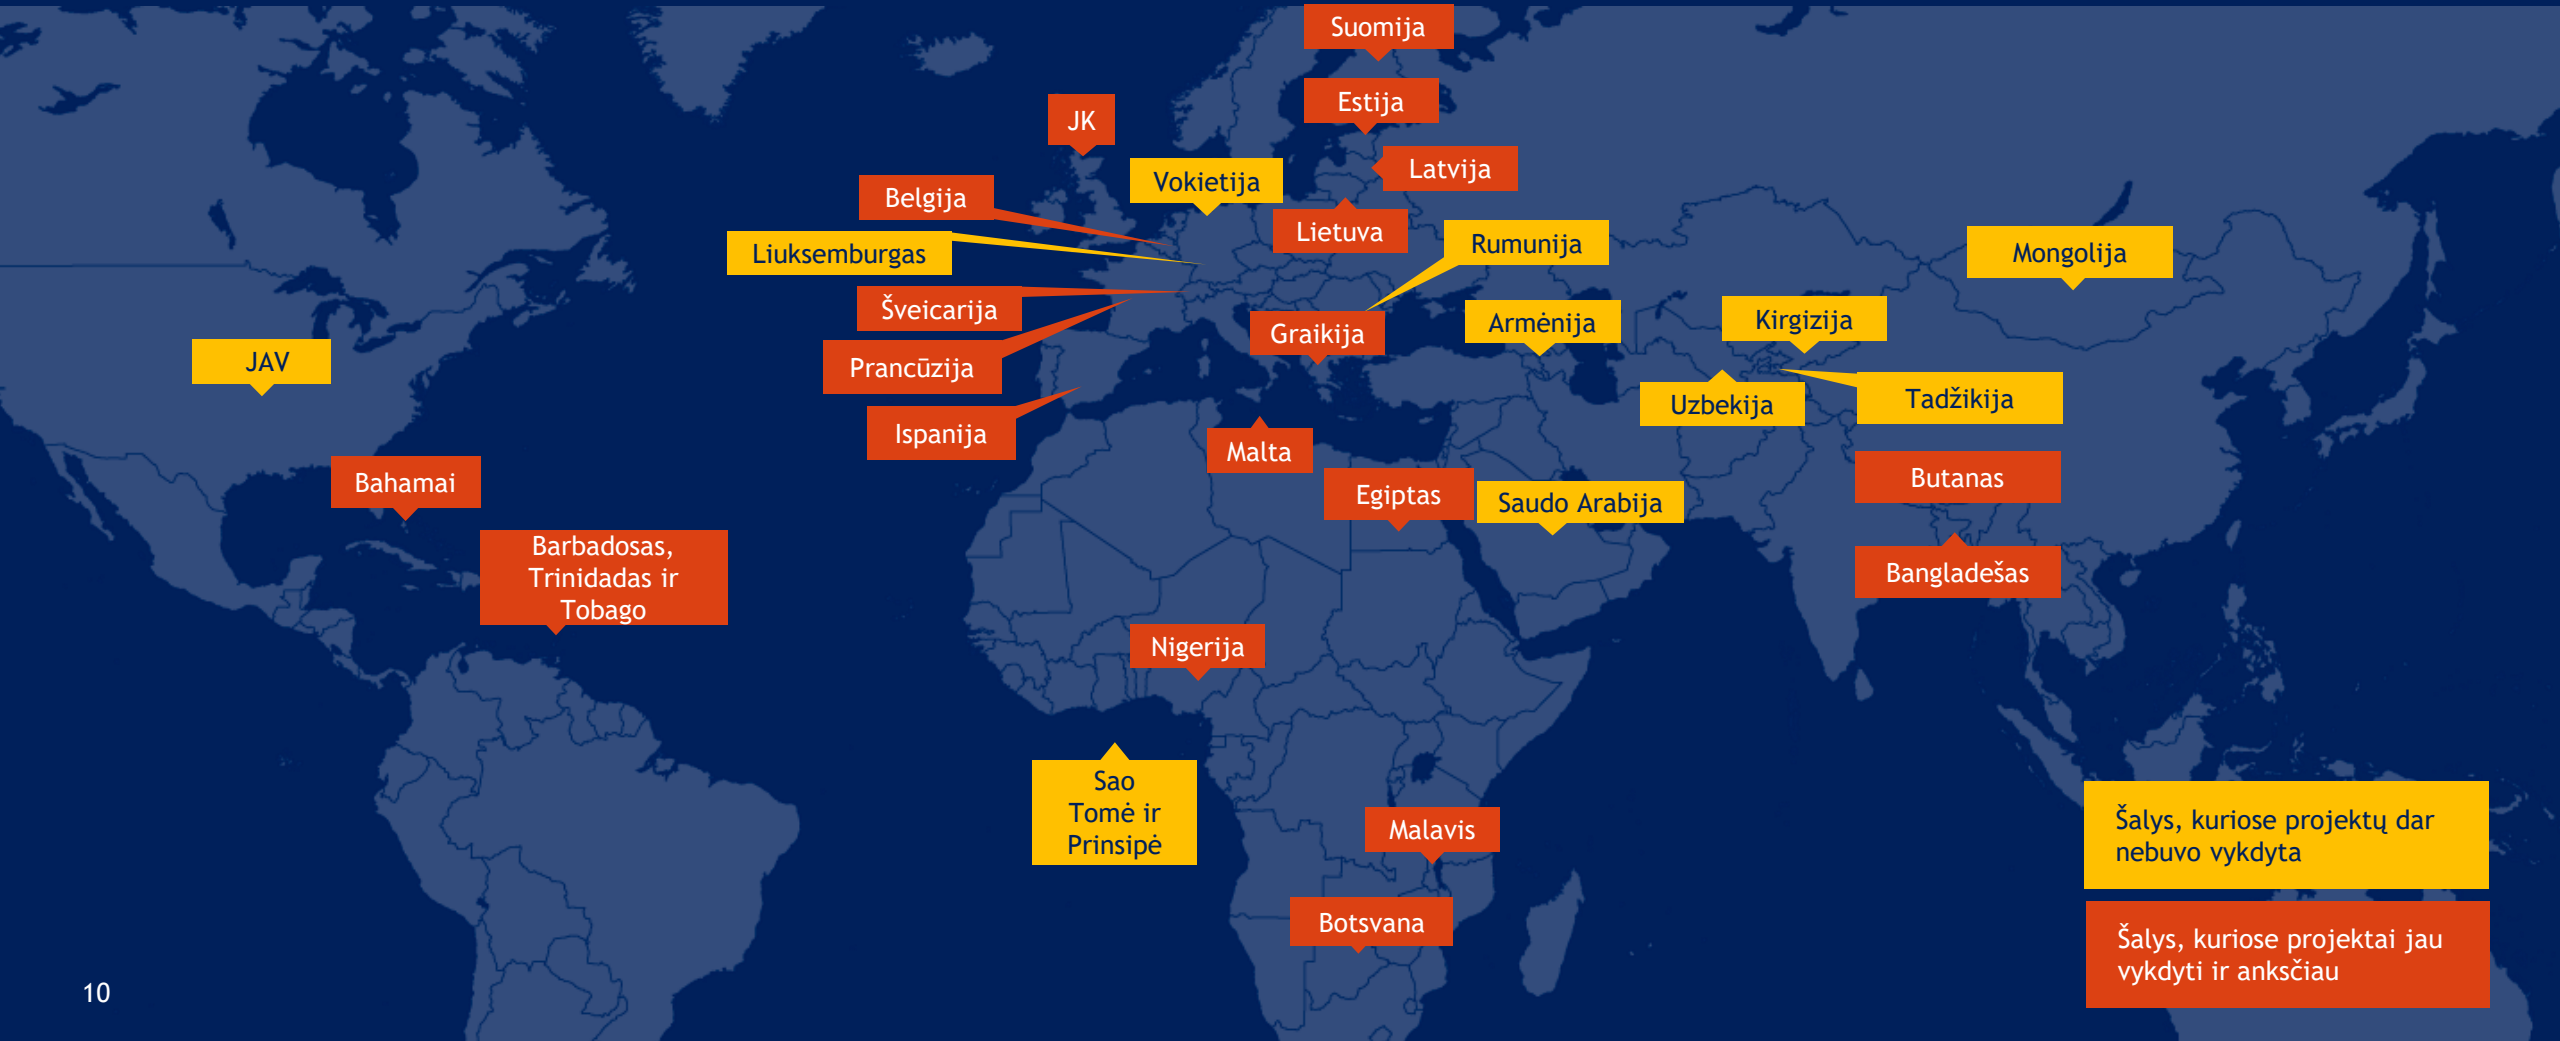 Suomija
Estija
JK
Latvija
Vokietija
Belgija
Lietuva
Rumunija
Liuksemburgas
Mongolija
Šveicarija
Armėnija
Kirgizija
Graikija
JAV
Prancūzija
Uzbekija
Tadžikija
Ispanija
Malta
Bahamai
Egiptas
Saudo Arabija
Butanas
Barbadosas,
Trinidadas ir
Tobago
Bangladešas
Nigerija
Sao
Tomė ir
Prinsipė
Malavis
Botsvana
Šalys, kuriose projektų dar
nebuvo vykdyta
Šalys, kuriose projektai jau
vykdyti ir anksčiau
10